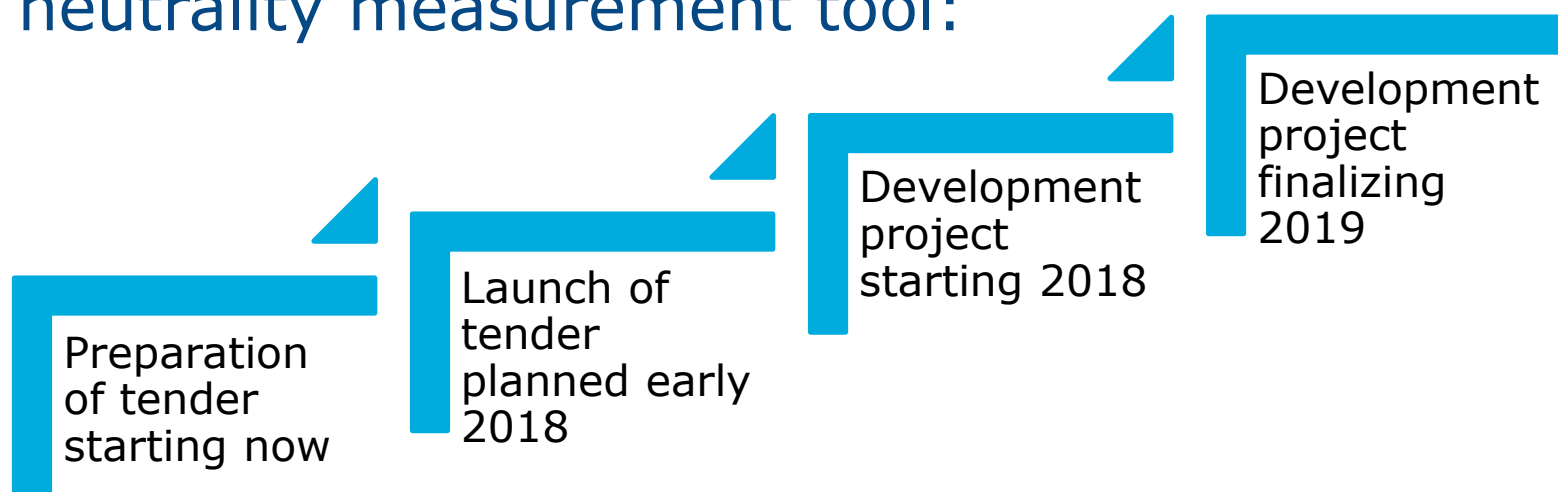 neutrality measurement tool:
Preparation
of tender
starting now
Launch of
tender
planned early
2018
Development
project
starting 2018
Development
project
finalizing
2019